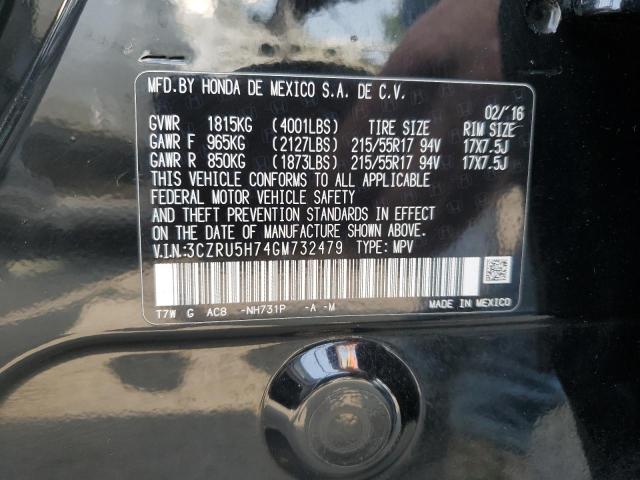 MFD.BY HONDA DE MEXICO S.A. DE C.V.
02/'16
GVWR 1815KG (4001LBS) TIRE SIZE RIM SIZE
GAWR F 965KG (2127LBS) 215/55R17 94V 17X7.5J
GAWR R 850KG (1873LBS) 215/55R17 94V 17X7.5J
THIS VEHICLE CONFORMS TO ALL APPLICABLE
FEDERAL MOTOR VEHICLE SAFETY
AND THEFT PREVENTION STANDARDS IN EFFECT
ON THE DATE OF MANUFACTURE SHOWN ABOVE.
V.I.N.:3CZRU5H74GM732479 TYPE: MPV
T7W G AC8 -NH731P -A -M
MADE IN MEXICO